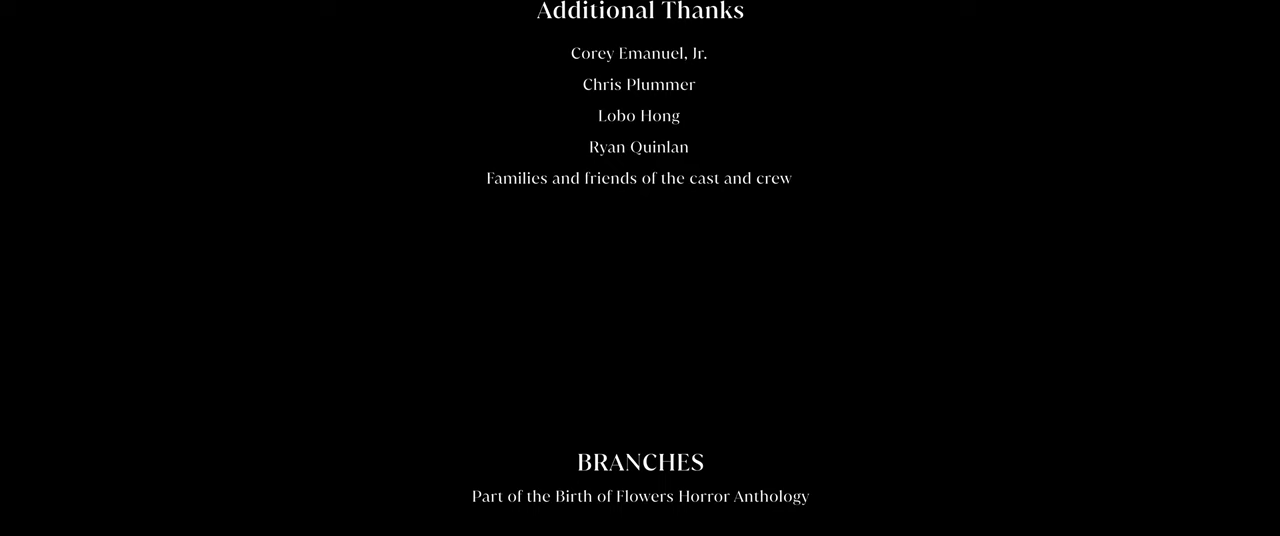 Additional Thanks
Corey Emanuel, Jr.
Chris Plummer
Lobo Hong
Ryan Quinlan
Families and friends of the cast and crew
BRANCHES
Part of the Birth of Flowers Horror Anthology